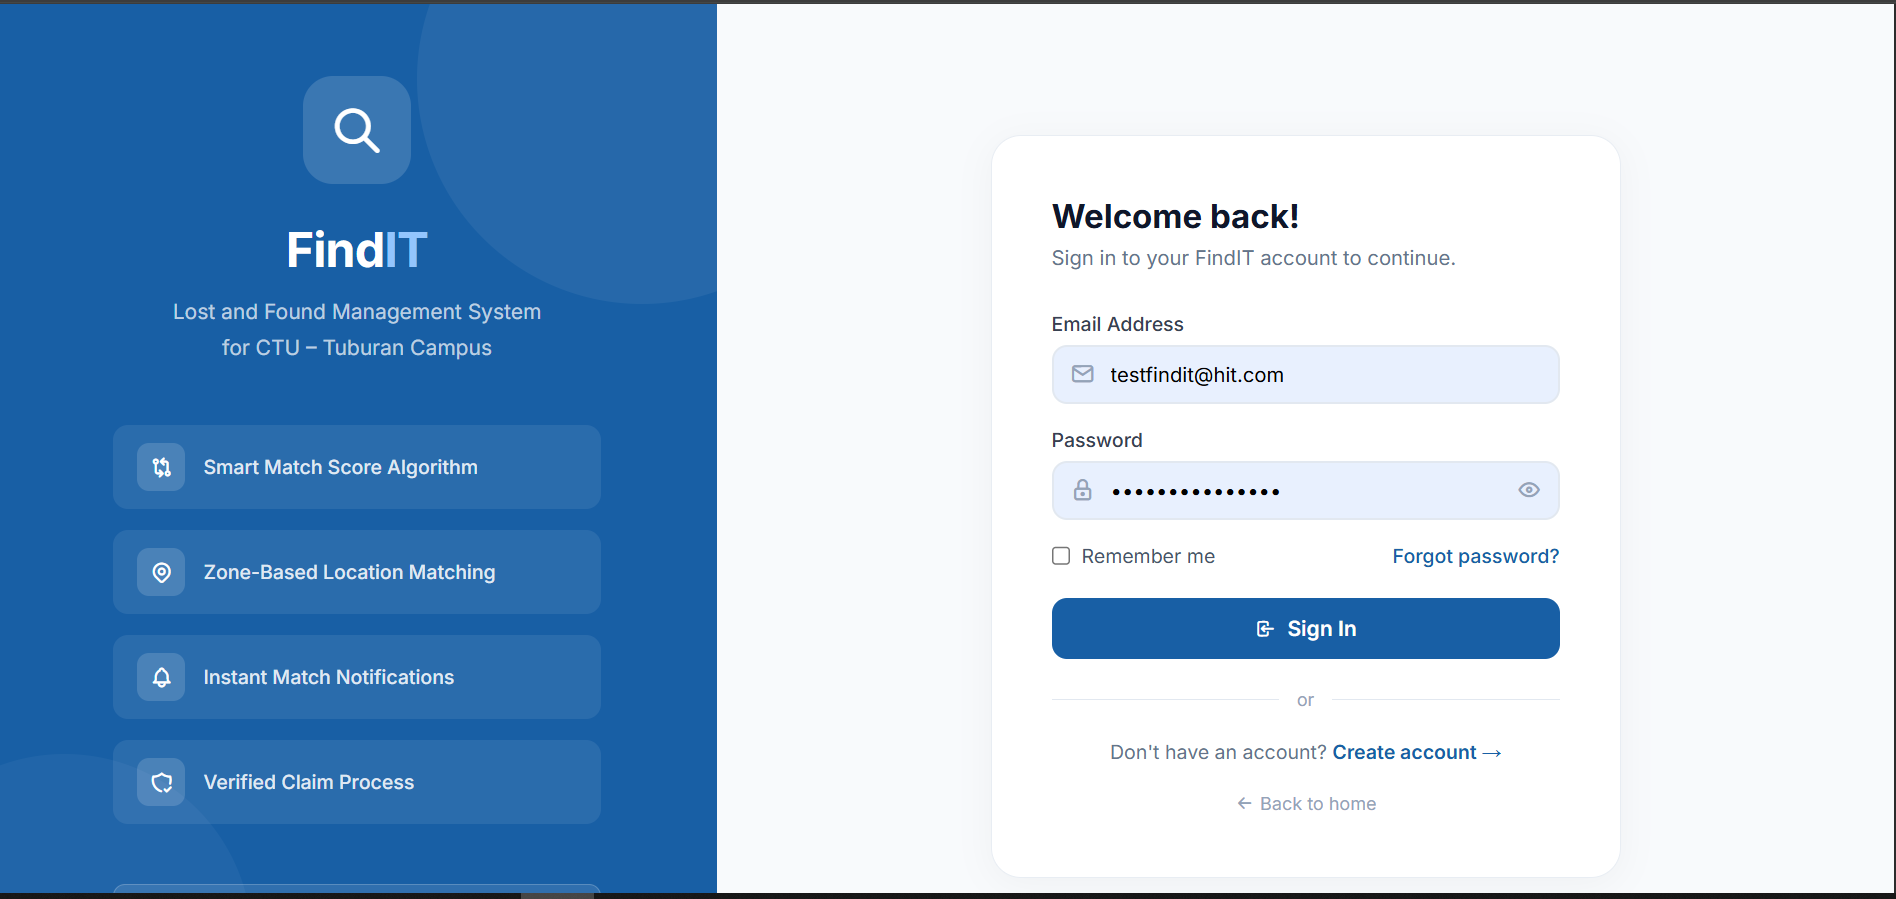 FindIT
Lost and Found Management System
for CTU – Tuburan Campus
Smart Match Score Algorithm
Zone-Based Location Matching
Instant Match Notifications
Verified Claim Process
Welcome back!
Sign in to your FindIT account to continue.
Email Address
testfindit@hit.com
Password
•••••••••••••••
Remember me
Forgot password?
Sign In
or
Don't have an account? Create account →
← Back to home